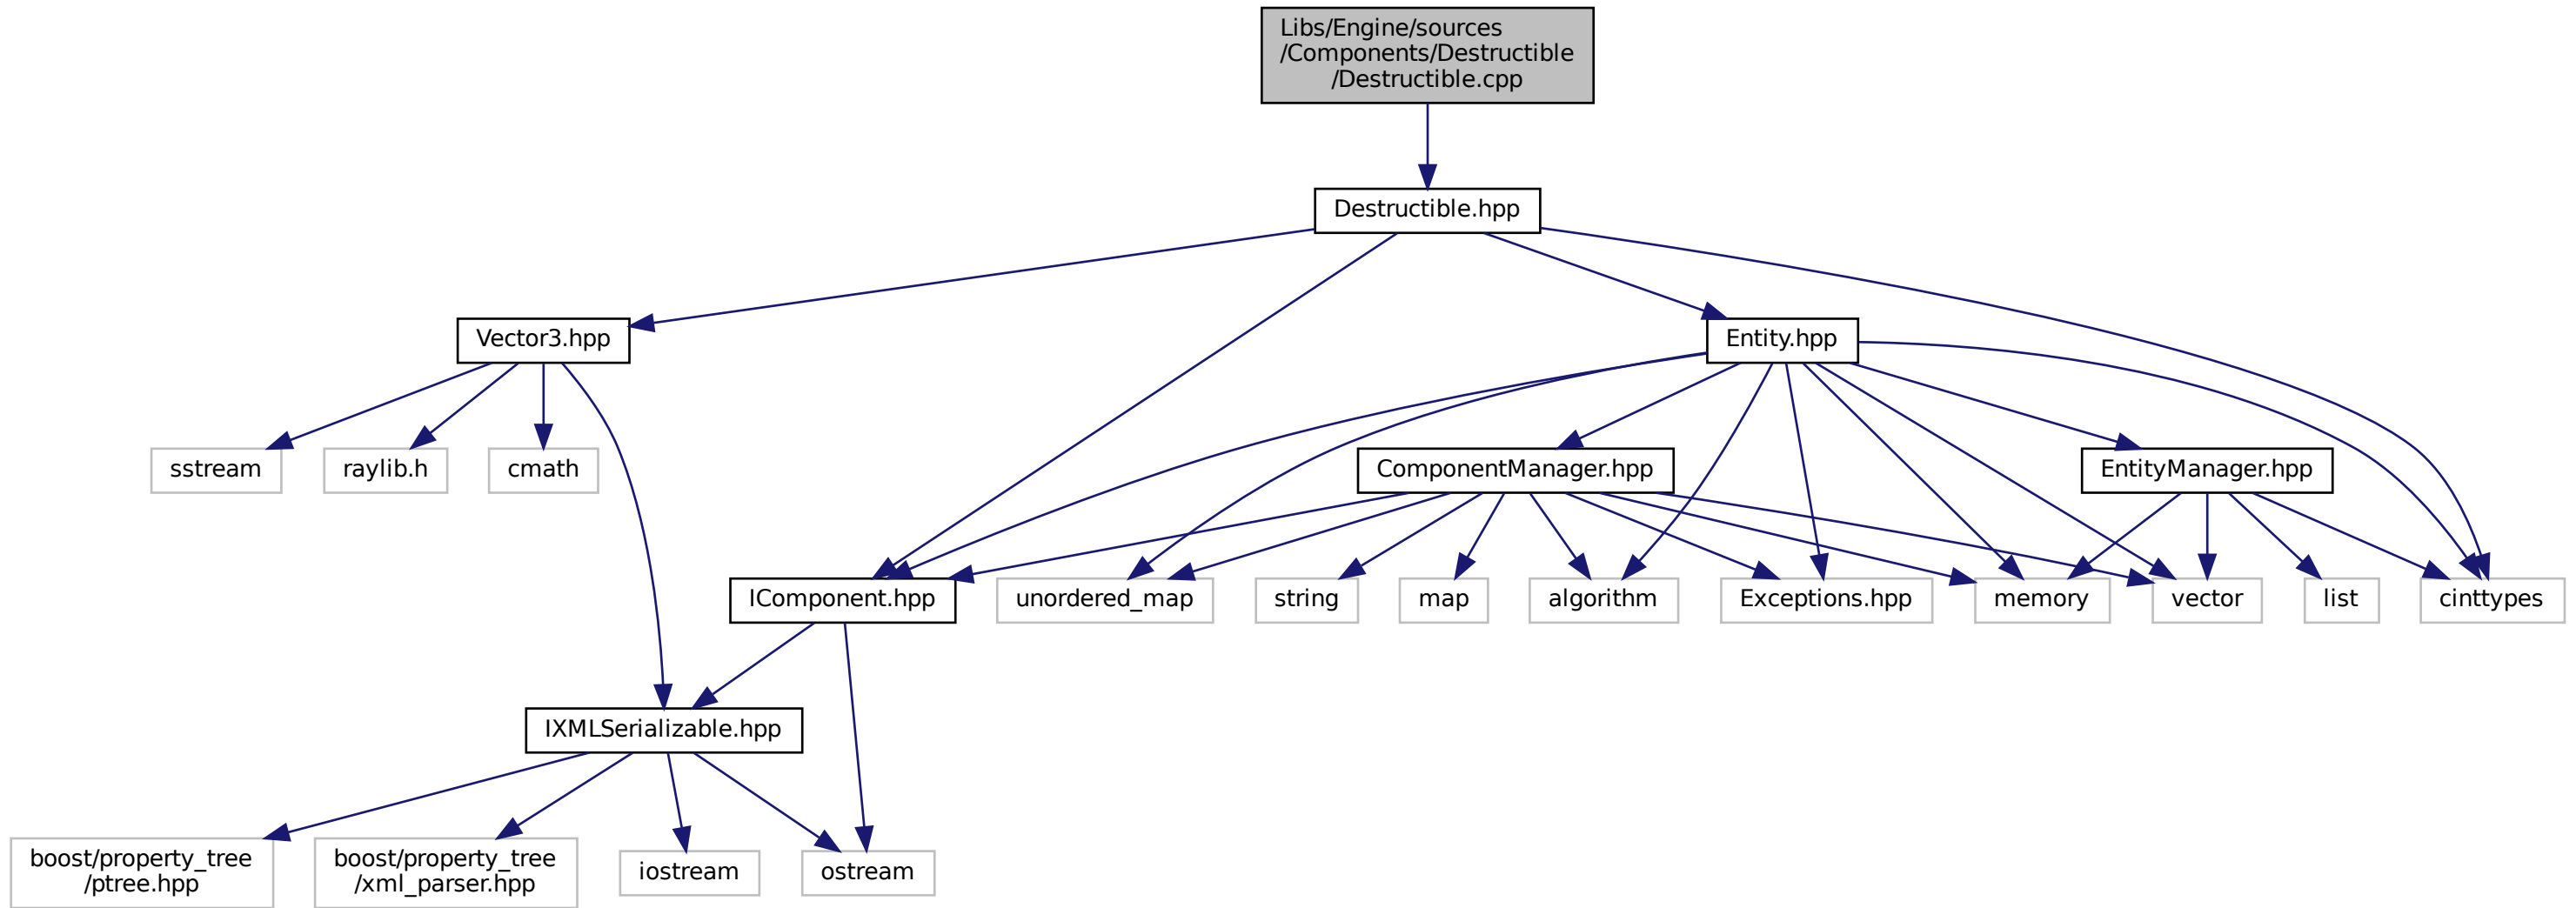 Libs/Engine/sources
/Components/Destructible
/Destructible.cpp
Destructible.hpp
Vector3.hpp
Entity.hpp
sstream
raylib.h
cmath
ComponentManager.hpp
EntityManager.hpp
IComponent.hpp
unordered_map
string
map
algorithm
Exceptions.hpp
memory
vector
list
cinttypes
IXMLSerializable.hpp
boost/property_tree
/ptree.hpp
boost/property_tree
/xml_parser.hpp
iostream
ostream